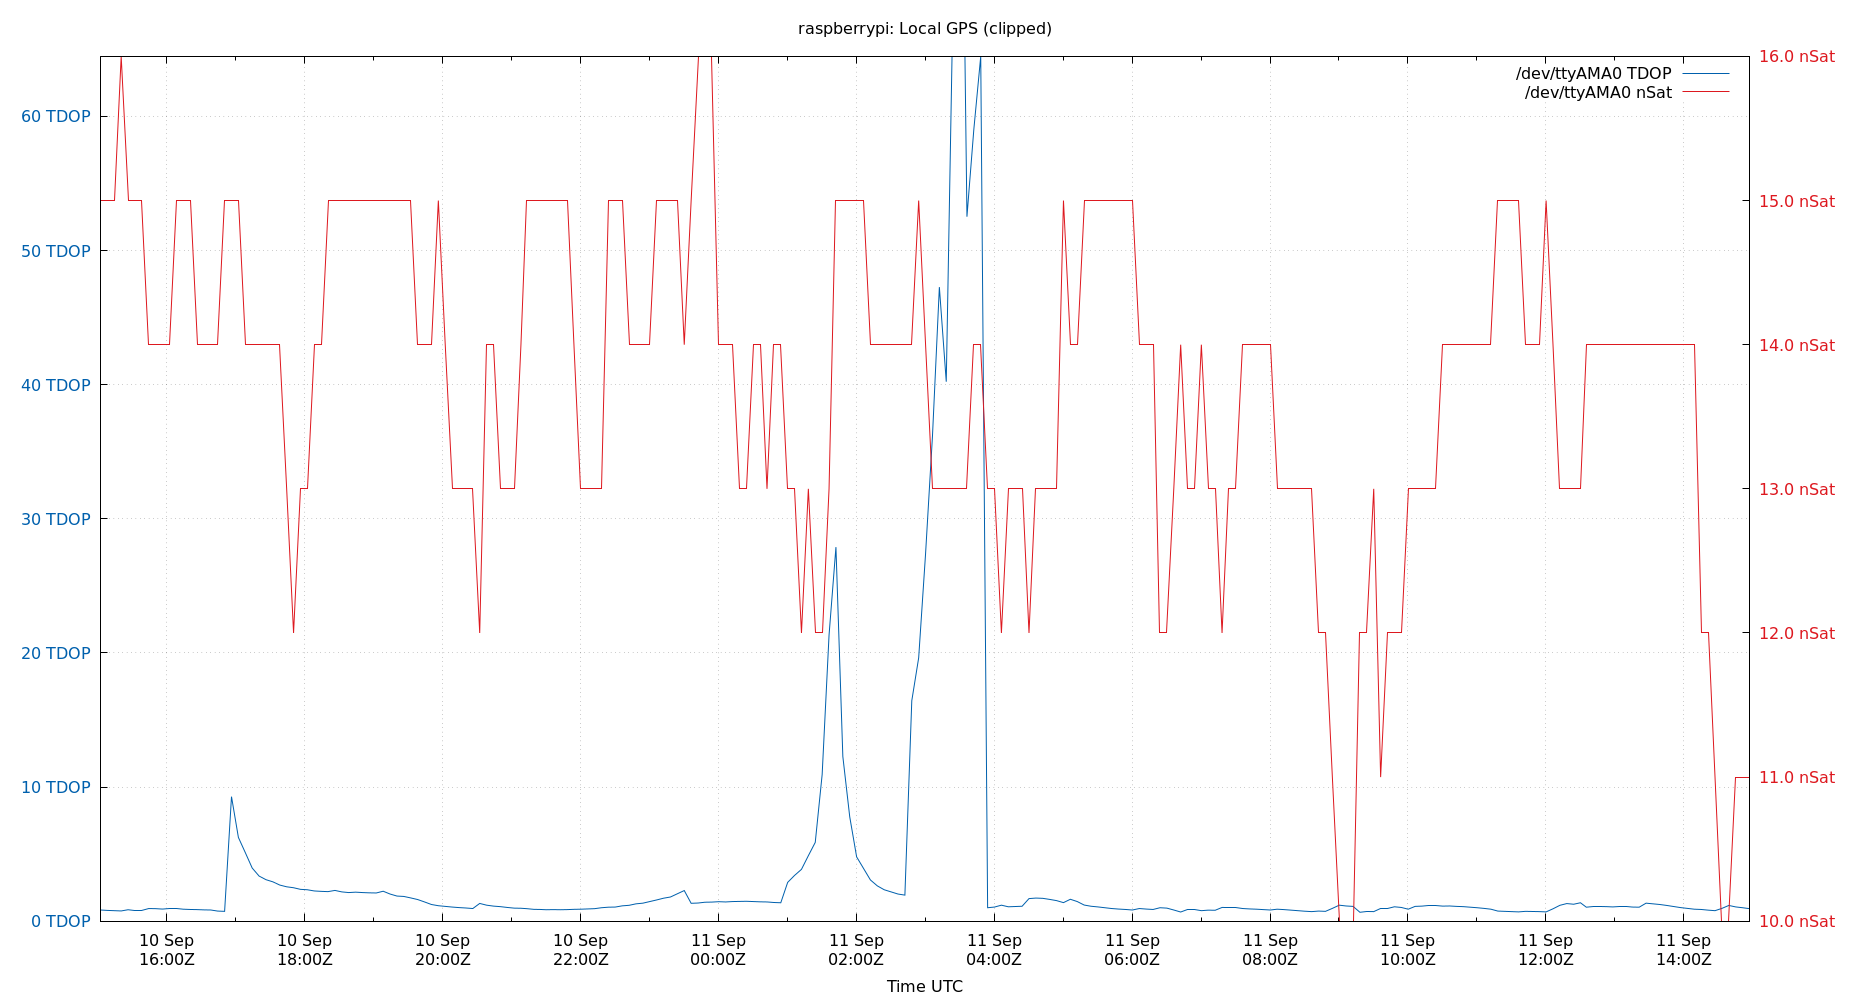 raspberrypi: Local GPS (clipped)
/dev/ttyAMA0 TDOP
/dev/ttyAMA0 nSat
60 TDOP
50 TDOP
40 TDOP
30 TDOP
20 TDOP
10 TDOP
0 TDOP
16.0 nSat
15.0 nSat
14.0 nSat
13.0 nSat
12.0 nSat
11.0 nSat
10.0 nSat
10 Sep
16:00Z
10 Sep
18:00Z
10 Sep
20:00Z
10 Sep
22:00Z
11 Sep
00:00Z
11 Sep
02:00Z
11 Sep
04:00Z
11 Sep
06:00Z
11 Sep
08:00Z
11 Sep
10:00Z
11 Sep
12:00Z
11 Sep
14:00Z
Time UTC